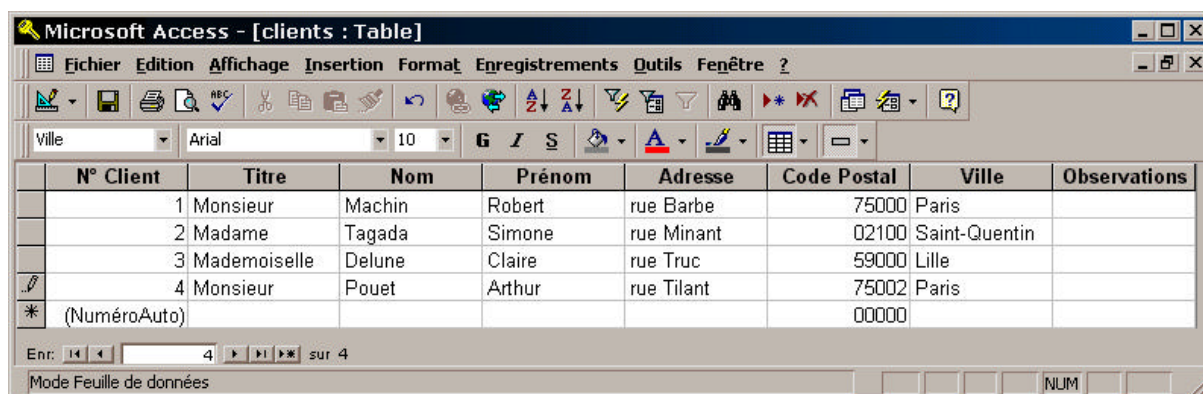 Microsoft Access - [clients : Table]
Fichier Edition Affichage Insertion Format Enregistrements Outils Fenêtre ?
ABC
Ville Arial 10 G I S A
N° Client Titre Nom Prénom Adresse Code Postal Ville Observations
1 Monsieur Machin Robert rue Barbe 75000 Paris
2 Madame Tagada Simone rue Minant 02100 Saint-Quentin
3 Mademoiselle Delune Claire rue Truc 59000 Lille
4 Monsieur Pouet Arthur rue Tilant 75002 Paris
(NuméroAuto) 00000
Enr: 4 sur 4
Mode Feuille de données NUM